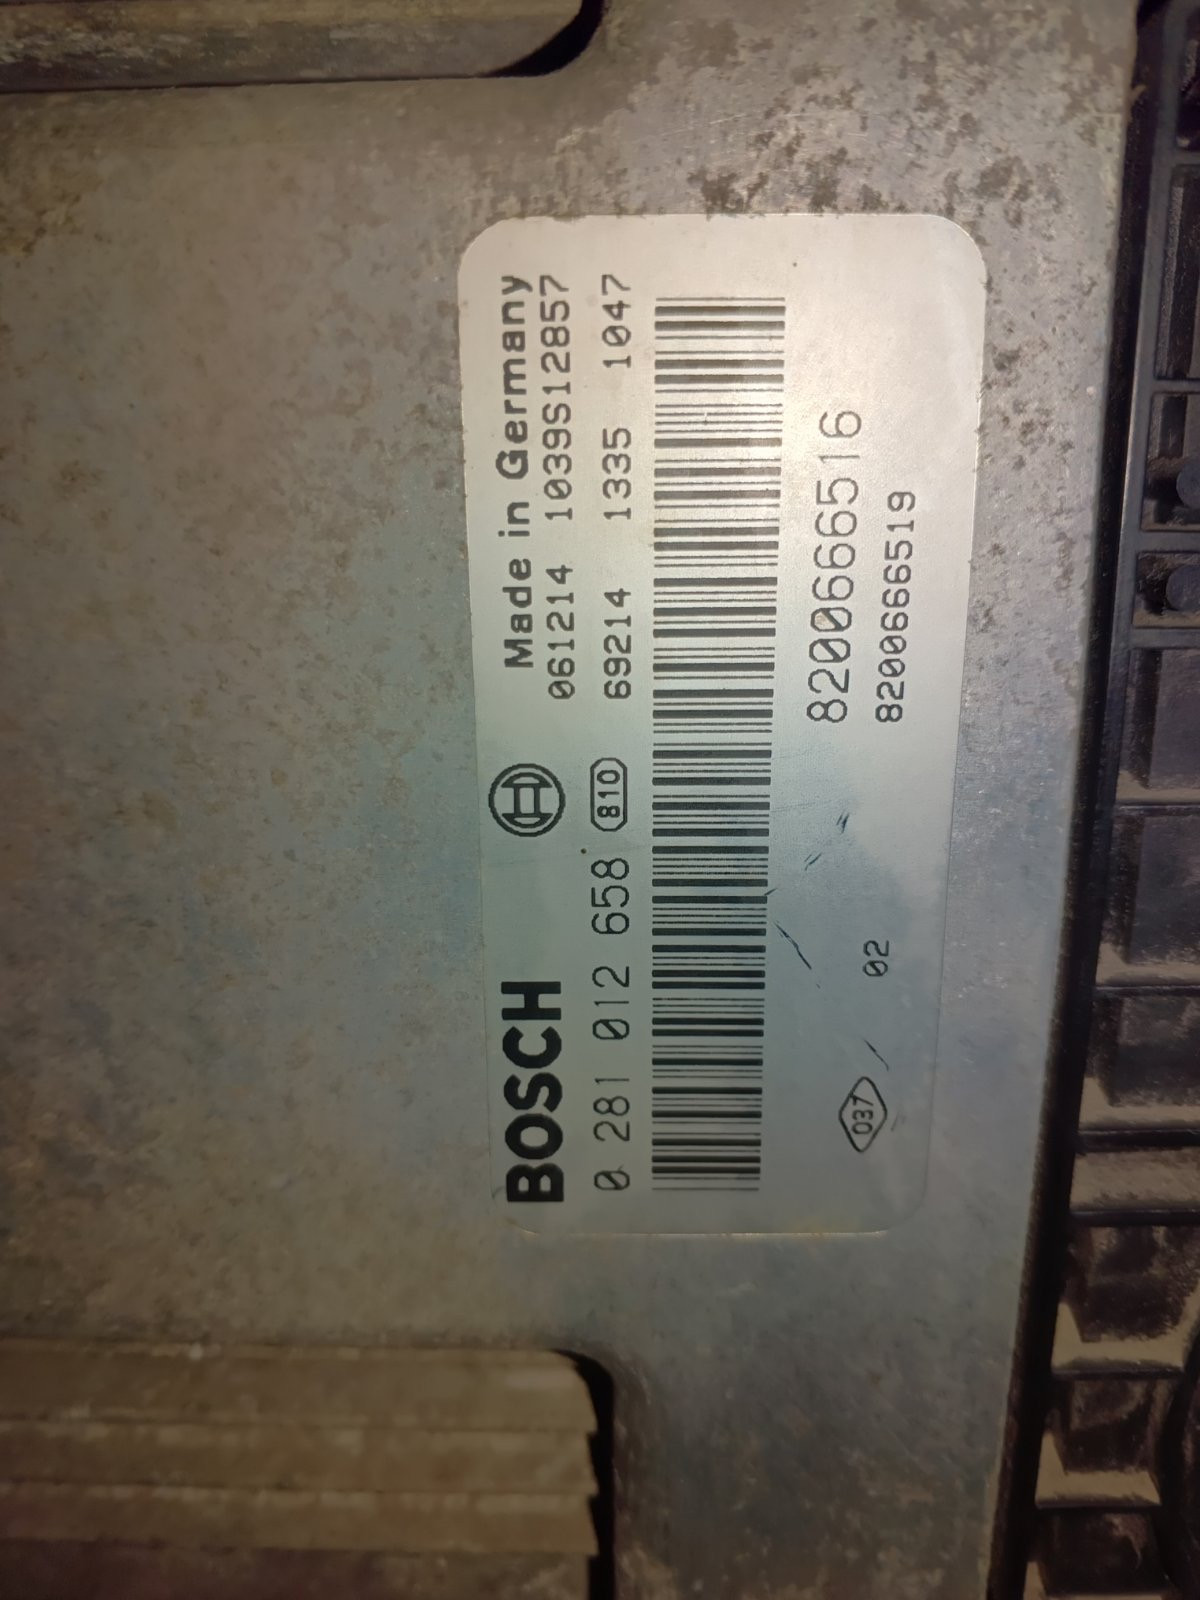 BOSCH
Made in Germany
061214 1039S12857
0 281 012 658 810 69214 1335 1047
8200666516
037 02 8200666519